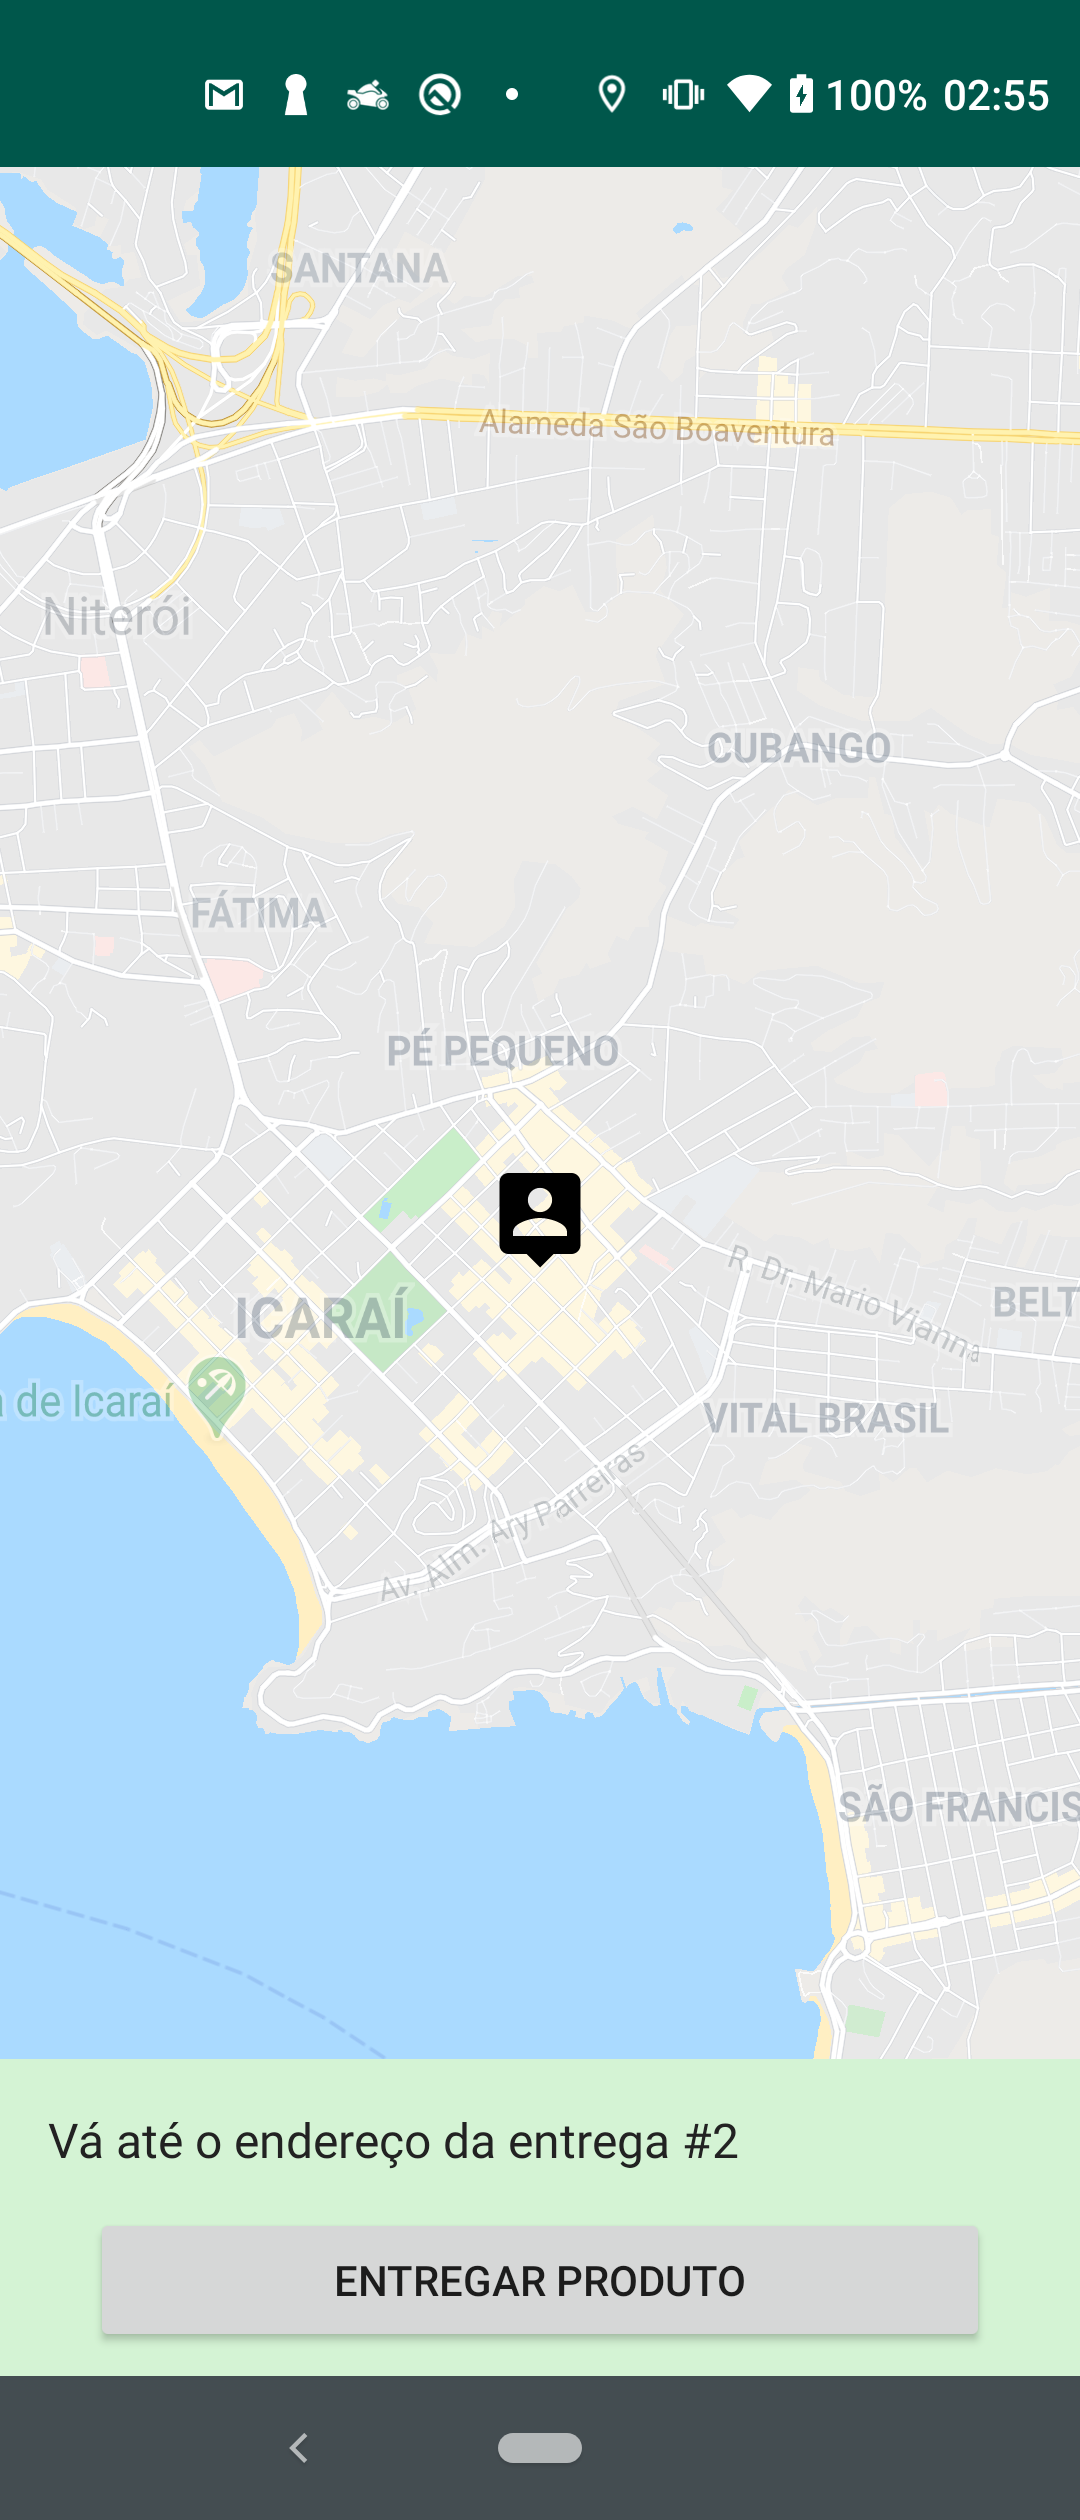 100% 02:55
SANTANA
Alameda São Boaventura
Niterói
CUBANGO
FÁTIMA
PÉ PEQUENO
R. Dr. Mario Vianna
BELT
ICARAÍ
de Icaraí
VITAL BRASIL
Av. Alm. Ary Parreiras
SÃO FRANCIS
Vá até o endereço da entrega #2
ENTREGAR PRODUTO